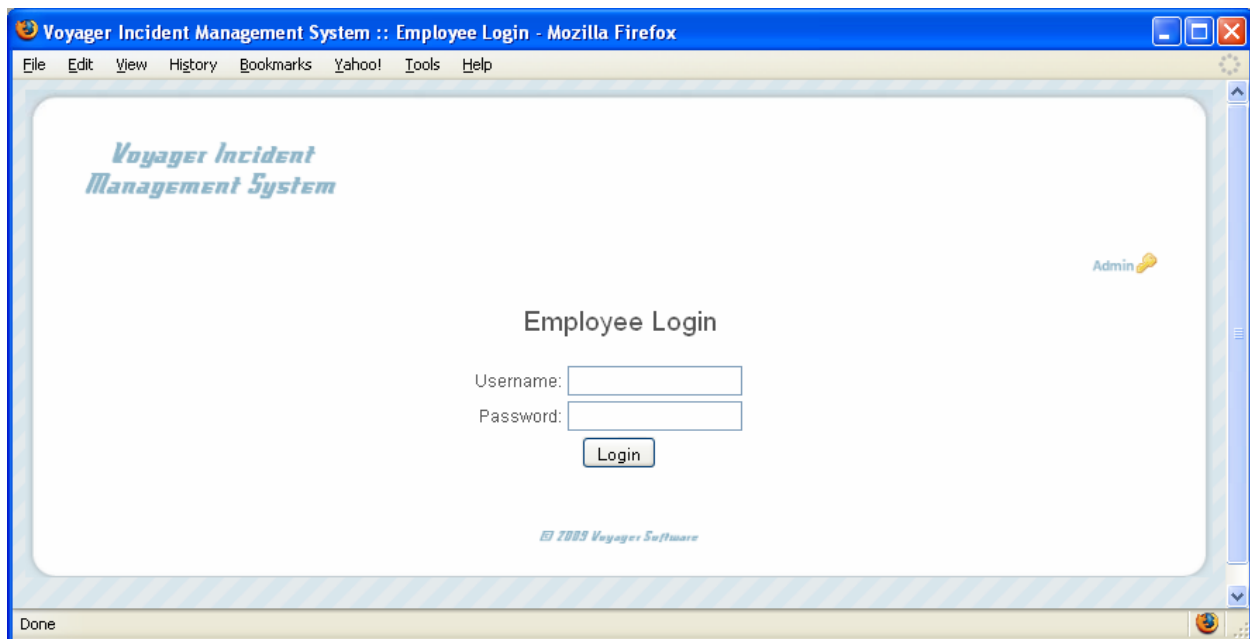 Voyager Incident Management System :: Employee Login - Mozilla Firefox
File Edit View History Bookmarks Yahoo! Tools Help
Voyager Incident
Management System
Admin
Employee Login
Username:
Password:
Login
© 2009 Voyager Software
Done